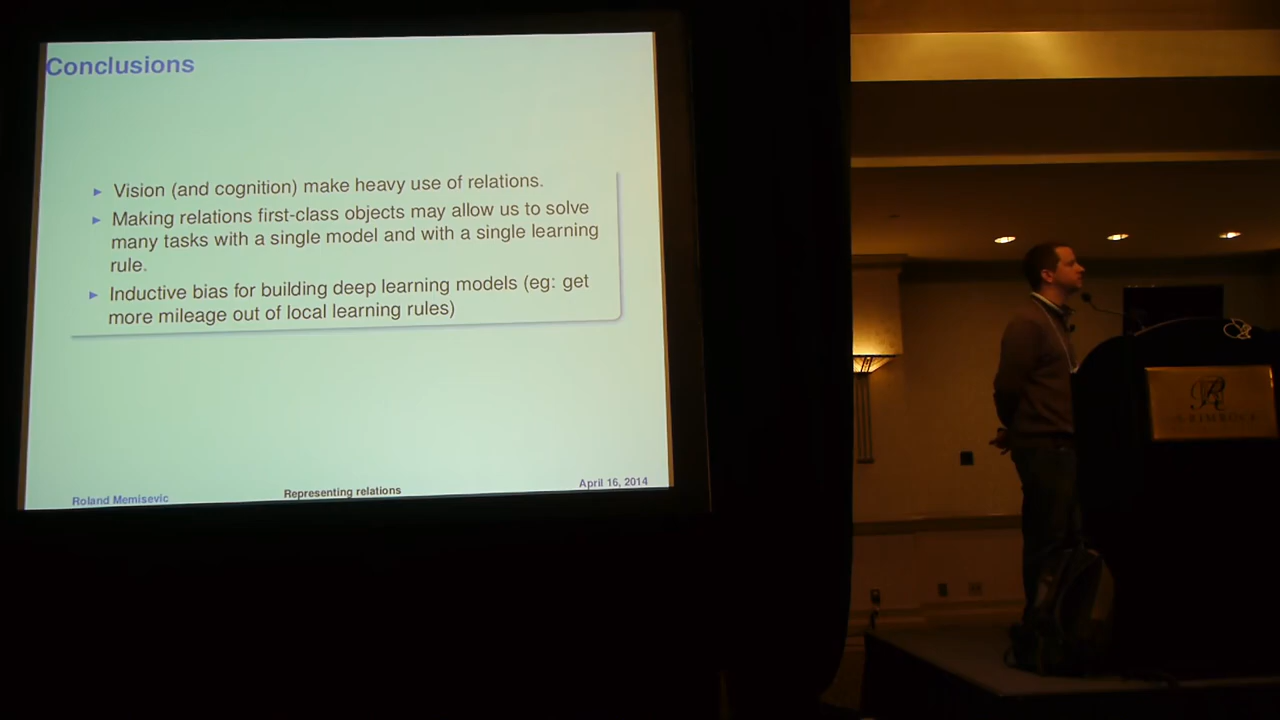 Conclusions
Vision (and cognition) make heavy use of relations.
Making relations first-class objects may allow us to solve
many tasks with a single model and with a single learning
rule.
Inductive bias for building deep learning models (eg: get
more mileage out of local learning rules)
Roland Memisevic
Representing relations
April 16, 2014